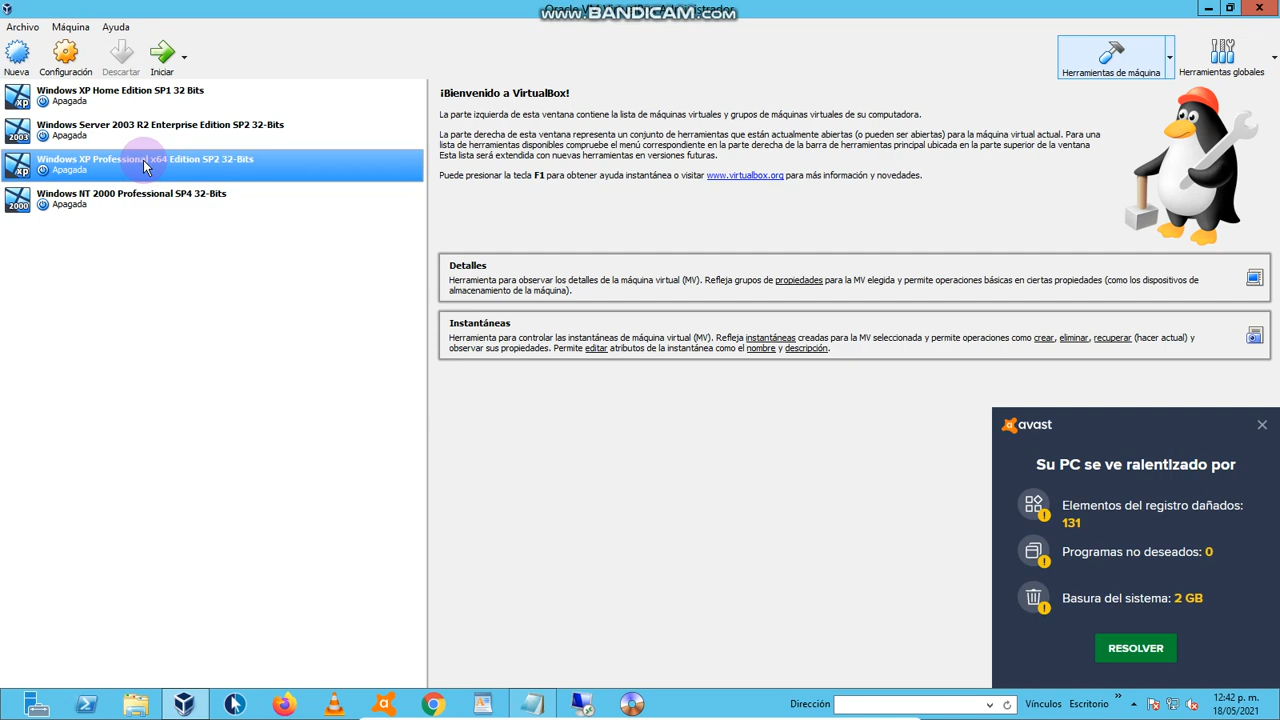 www.BANDICAM.com
Archivo Máquina Ayuda
Nueva Configuración Descartar Iniciar
Herramientas de máquina Herramientas globales
Windows XP Home Edition SP1 32 Bits
Apagada
Windows Server 2003 R2 Enterprise Edition SP2 32-Bits
Apagada
Windows XP Professional x64 Edition SP2 32-Bits
Apagada
Windows NT 2000 Professional SP4 32-Bits
Apagada
xp
2003
xp
2000
¡Bienvenido a VirtualBox!
La parte izquierda de esta ventana contiene la lista de máquinas virtuales y grupos de máquinas virtuales de su computadora.
La parte derecha de esta ventana representa un conjunto de herramientas que están actualmente abiertas (o pueden ser abiertas) para la máquina virtual actual. Para una
lista de herramientas disponibles compruebe el menú correspondiente en la parte derecha de la barra de herramientas principal ubicada en la parte superior de la ventana
Esta lista será extendida con nuevas herramientas en versiones futuras.
Puede presionar la tecla F1 para obtener ayuda instantánea o visitar www.virtualbox.org para más información y novedades.
Detalles
Herramienta para observar los detalles de la máquina virtual (MV). Refleja grupos de propiedades para la MV elegida y permite operaciones básicas en ciertas propiedades (como los dispositivos de
almacenamiento de la máquina).
Instantáneas
Herramienta para controlar las instantáneas de máquina virtual (MV). Refleja instantáneas creadas para la MV seleccionada y permite operaciones como crear, eliminar, recuperar (hacer actual) y
observar sus propiedades. Permite editar atributos de la instantánea como el nombre y descripción.
avast
Su PC se ve ralentizado por
Elementos del registro dañados:
131
Programas no deseados: 0
Basura del sistema: 2 GB
RESOLVER
Dirección Vínculos Escritorio
12:42 p. m.
18/05/2021